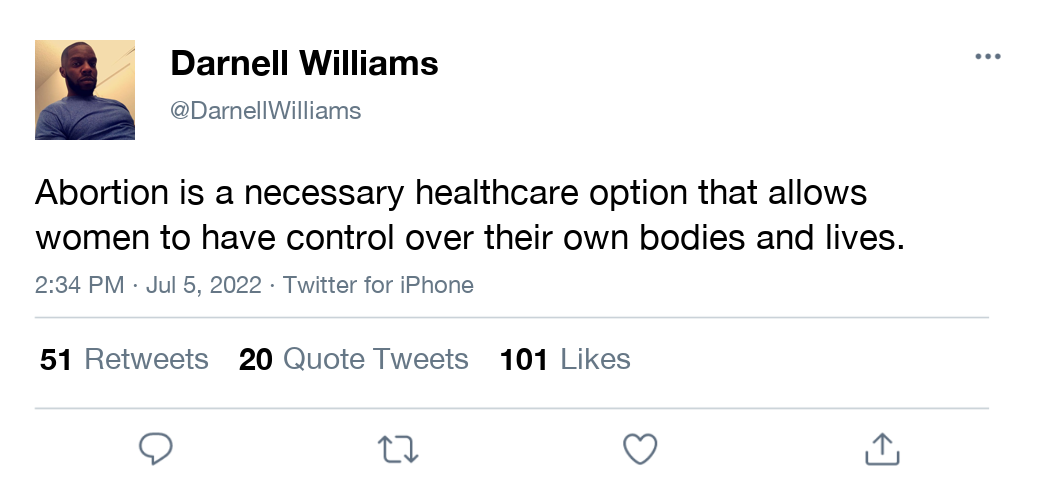 Darnell Williams
@DarnellWilliams
Abortion is a necessary healthcare option that allows
women to have control over their own bodies and lives.
2:34 PM · Jul 5, 2022 · Twitter for iPhone
51 Retweets 20 Quote Tweets 101 Likes